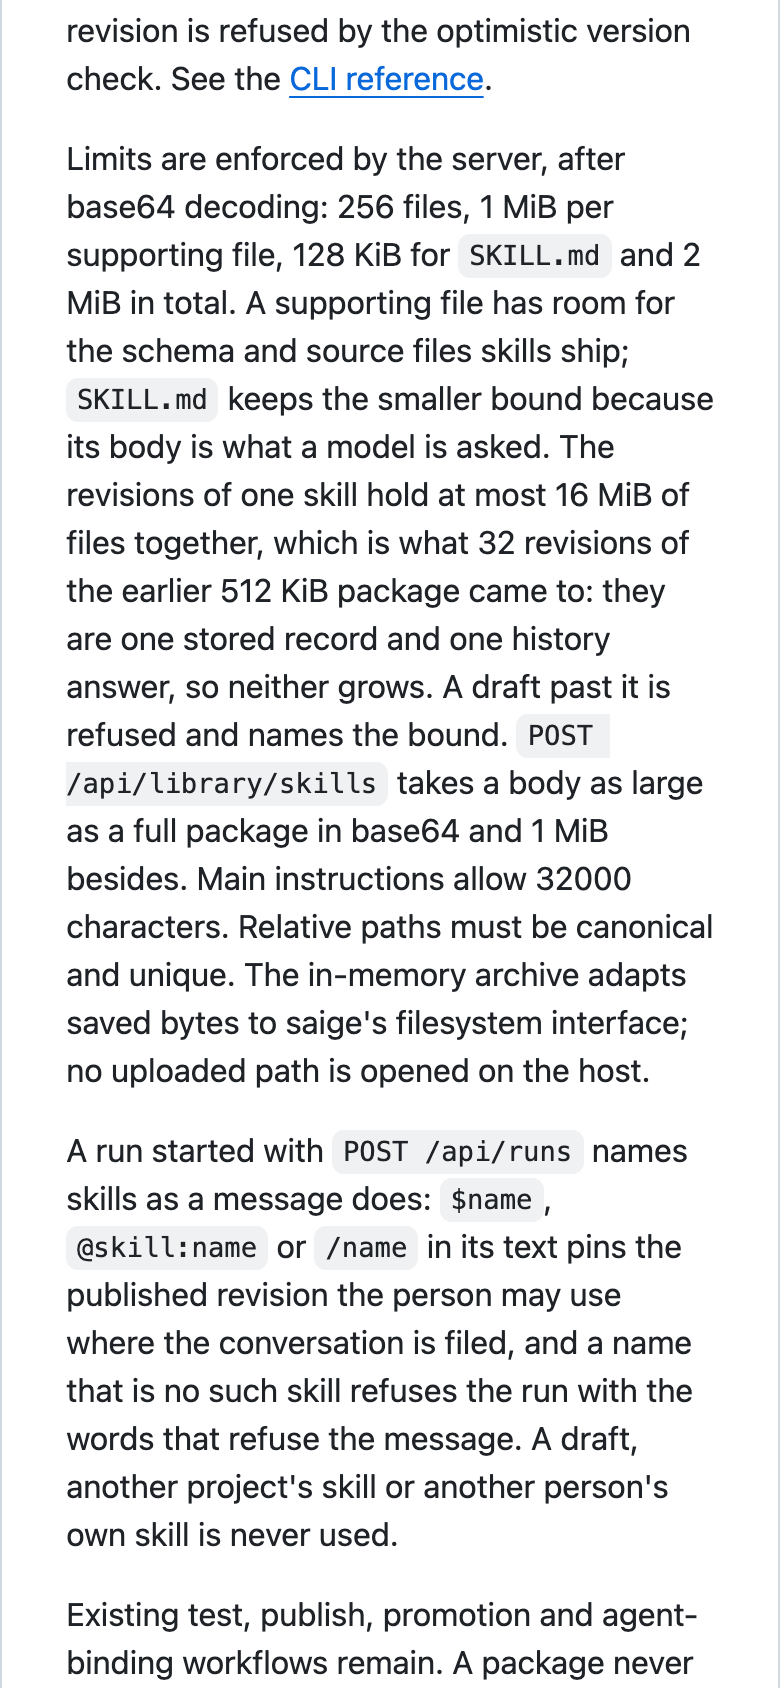 revision is refused by the optimistic version
check. See the CLI reference.
Limits are enforced by the server, after
base64 decoding: 256 files, 1 MiB per
supporting file, 128 KiB for SKILL.md and 2
MiB in total. A supporting file has room for
the schema and source files skills ship;
SKILL.md keeps the smaller bound because
its body is what a model is asked. The
revisions of one skill hold at most 16 MiB of
files together, which is what 32 revisions of
the earlier 512 KiB package came to: they
are one stored record and one history
answer, so neither grows. A draft past it is
refused and names the bound. POST
/api/library/skills takes a body as large
as a full package in base64 and 1 MiB
besides. Main instructions allow 32000
characters. Relative paths must be canonical
and unique. The in-memory archive adapts
saved bytes to saige's filesystem interface;
no uploaded path is opened on the host.
A run started with POST /api/runs names
skills as a message does: $name,
@skill:name or /name in its text pins the
published revision the person may use
where the conversation is filed, and a name
that is no such skill refuses the run with the
words that refuse the message. A draft,
another project's skill or another person's
own skill is never used.
Existing test, publish, promotion and agent-
binding workflows remain. A package never